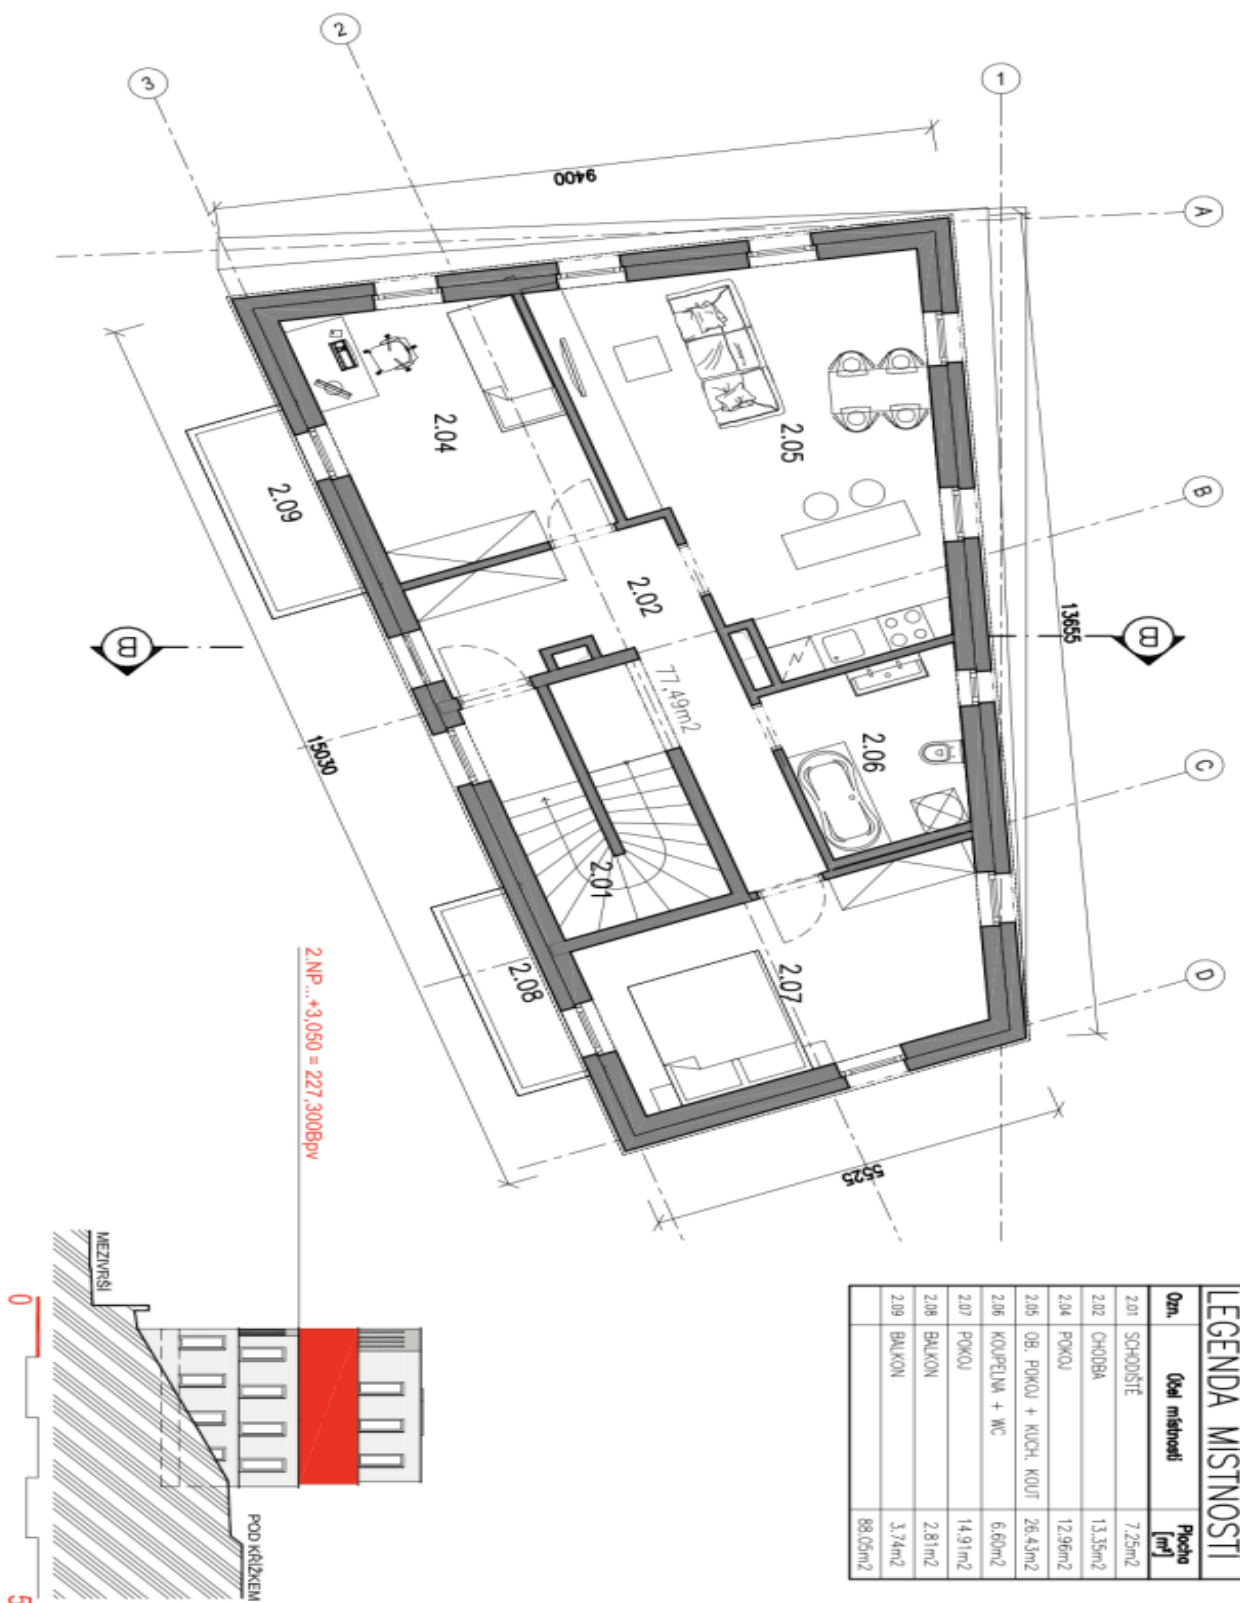 1
2
3
A
B
C
D
9400
13655
15030
5525
B
B
2.04
2.05
2.09
2.02
77,49m2
2.06
2.01
2.07
2.08
2.NP...+3,050 = 227,300Bpv
MEZIVRŠÍ
POD KŘÍŽKEM
0
5
LEGENDA MÍSTNOSTÍ
Ozn. Účel místnosti Plocha [m²]
2.01 SCHODIŠTĚ 7.25m2
2.02 CHODBA 13.35m2
2.04 POKOJ 12.96m2
2.05 OB. POKOJ + KUCH. KOUT 26.43m2
2.06 KOUPELNA + WC 6.60m2
2.07 POKOJ 14.91m2
2.08 BALKON 2.81m2
2.09 BALKON 3.74m2
88.05m2